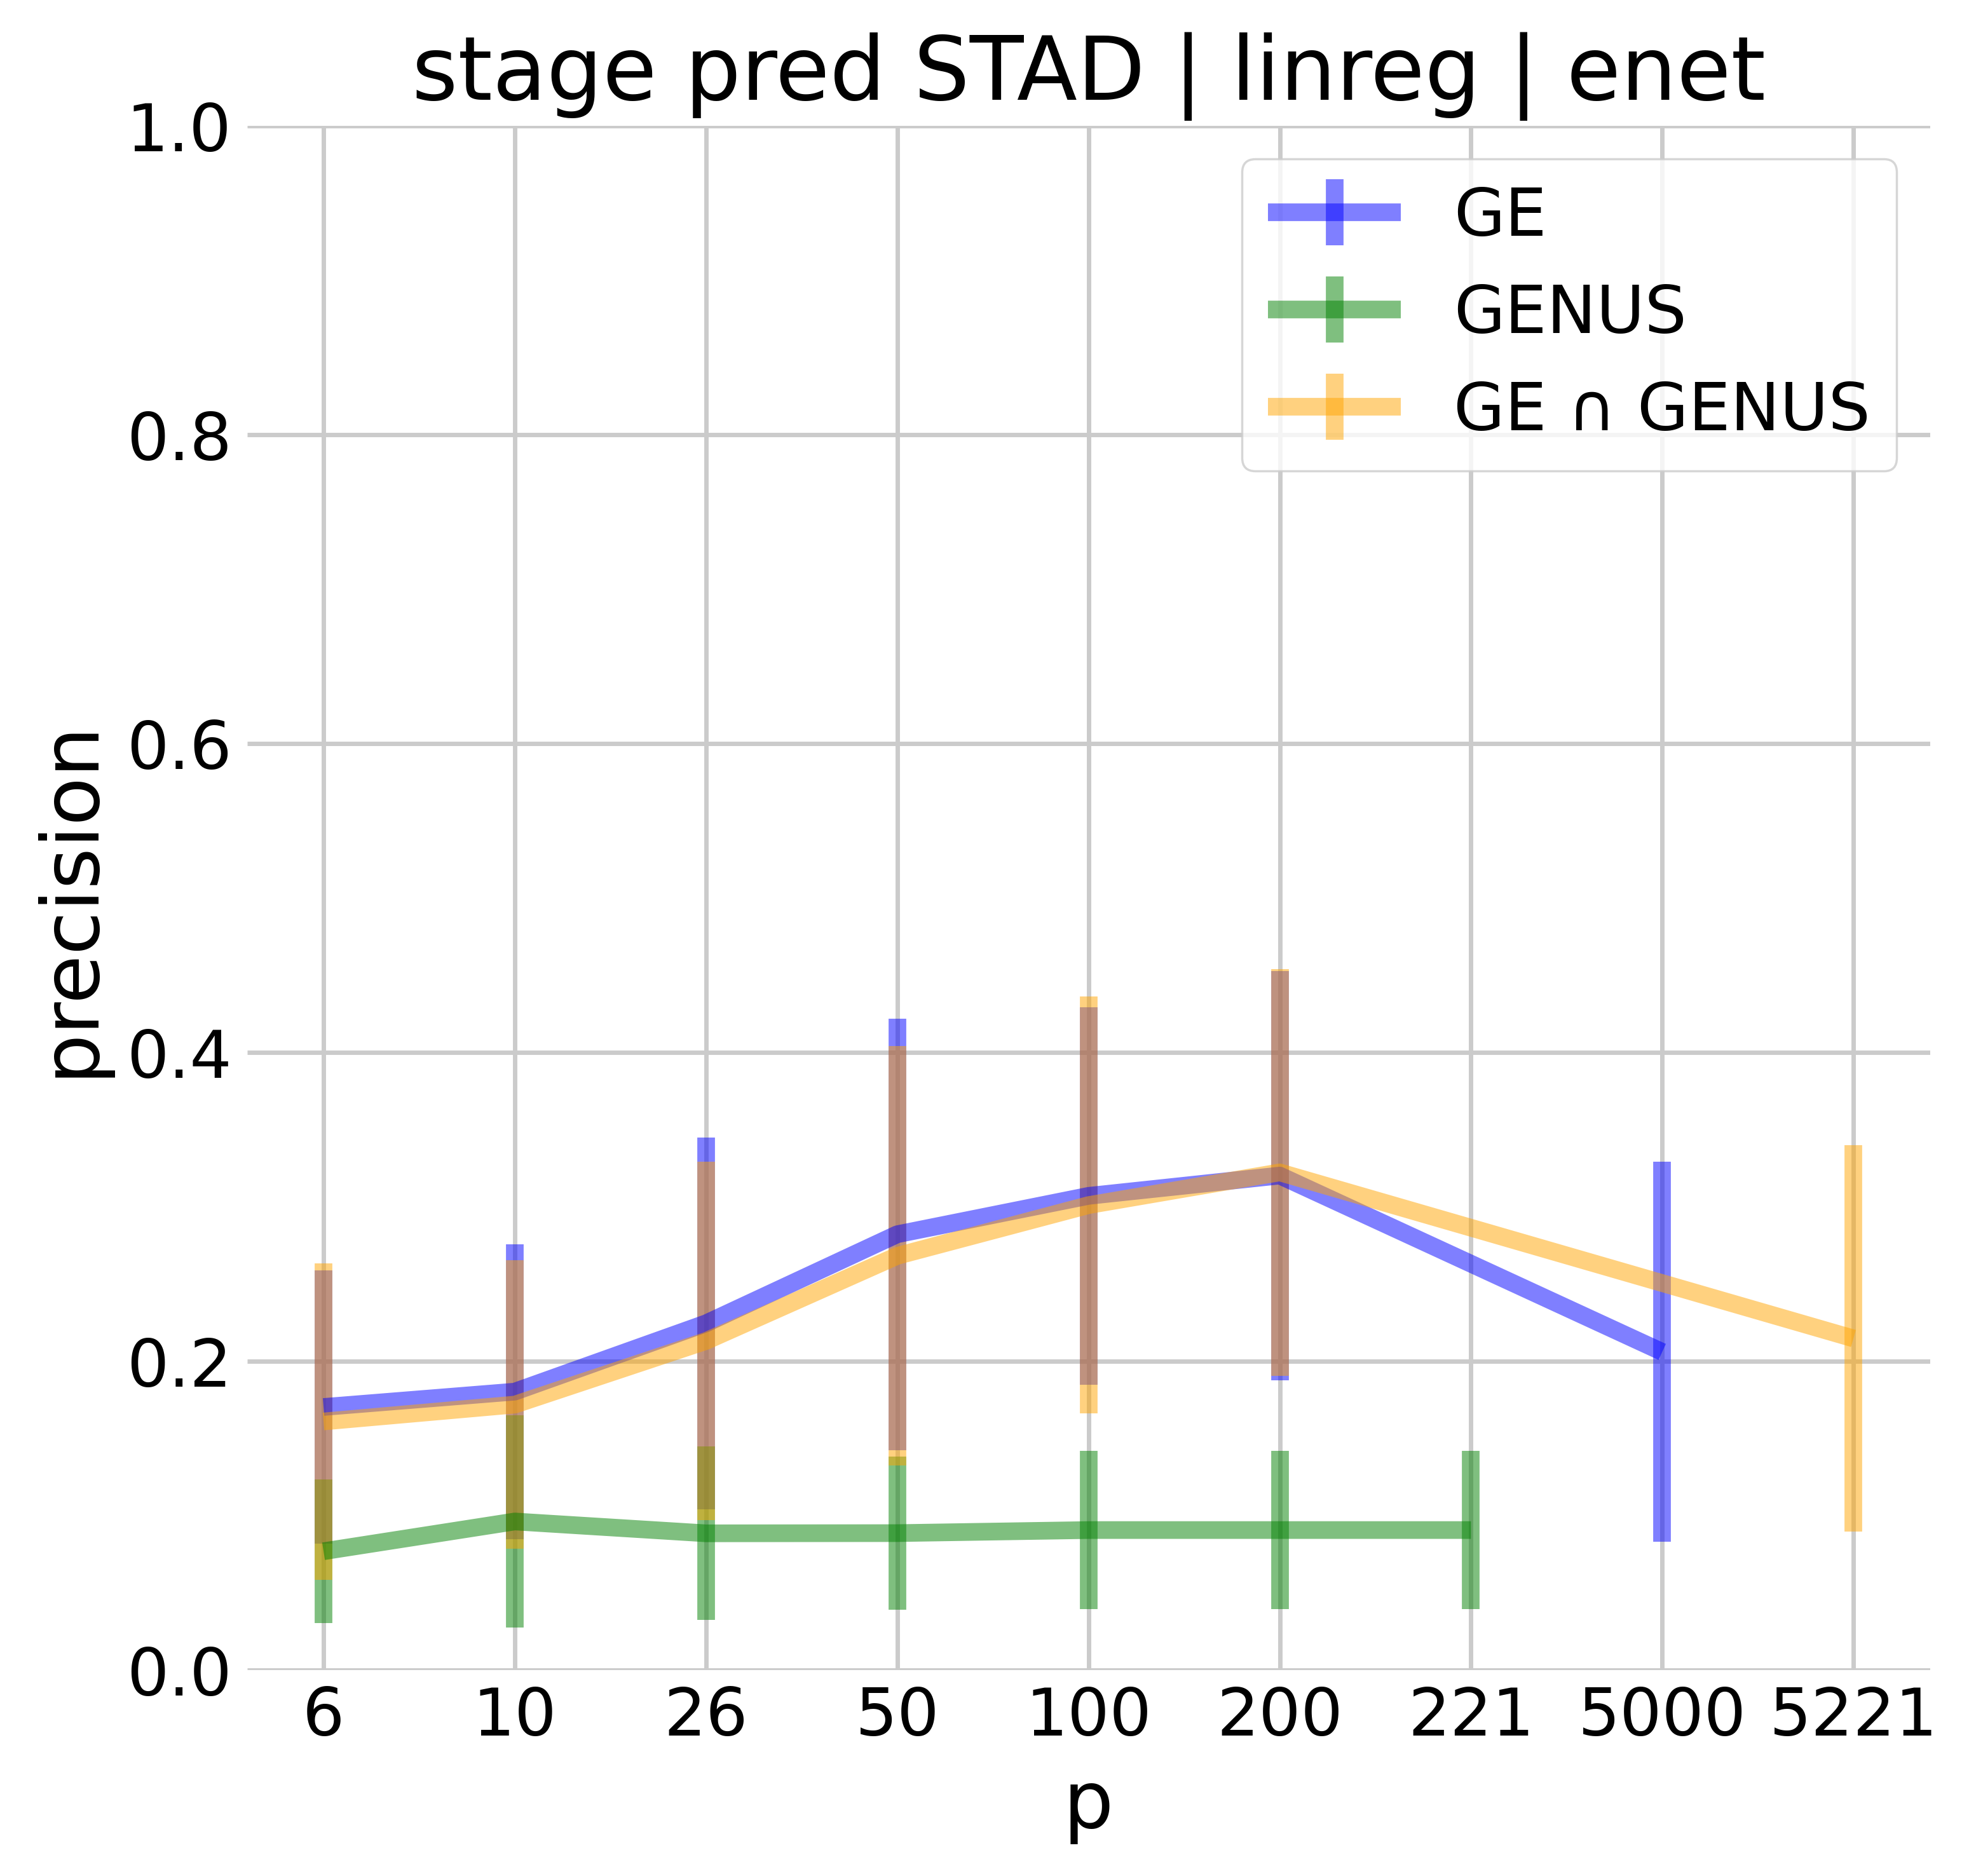 stage pred STAD | linreg | enet
1.0
0.8
0.6
0.4
0.2
0.0
precision
GE
GENUS
GE ∩ GENUS
6 10 26 50 100 200 221 5000 5221
p